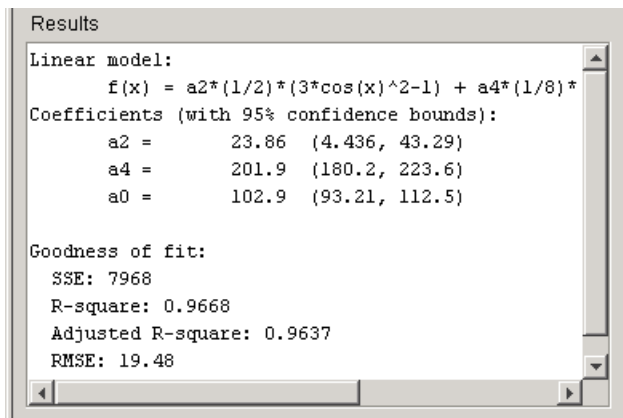 Results
Linear model:
f(x) = a2*(1/2)*(3*cos(x)^2-1) + a4*(1/8)*
Coefficients (with 95% confidence bounds):
a2 = 23.86 (4.436, 43.29)
a4 = 201.9 (180.2, 223.6)
a0 = 102.9 (93.21, 112.5)
Goodness of fit:
SSE: 7968
R-square: 0.9668
Adjusted R-square: 0.9637
RMSE: 19.48